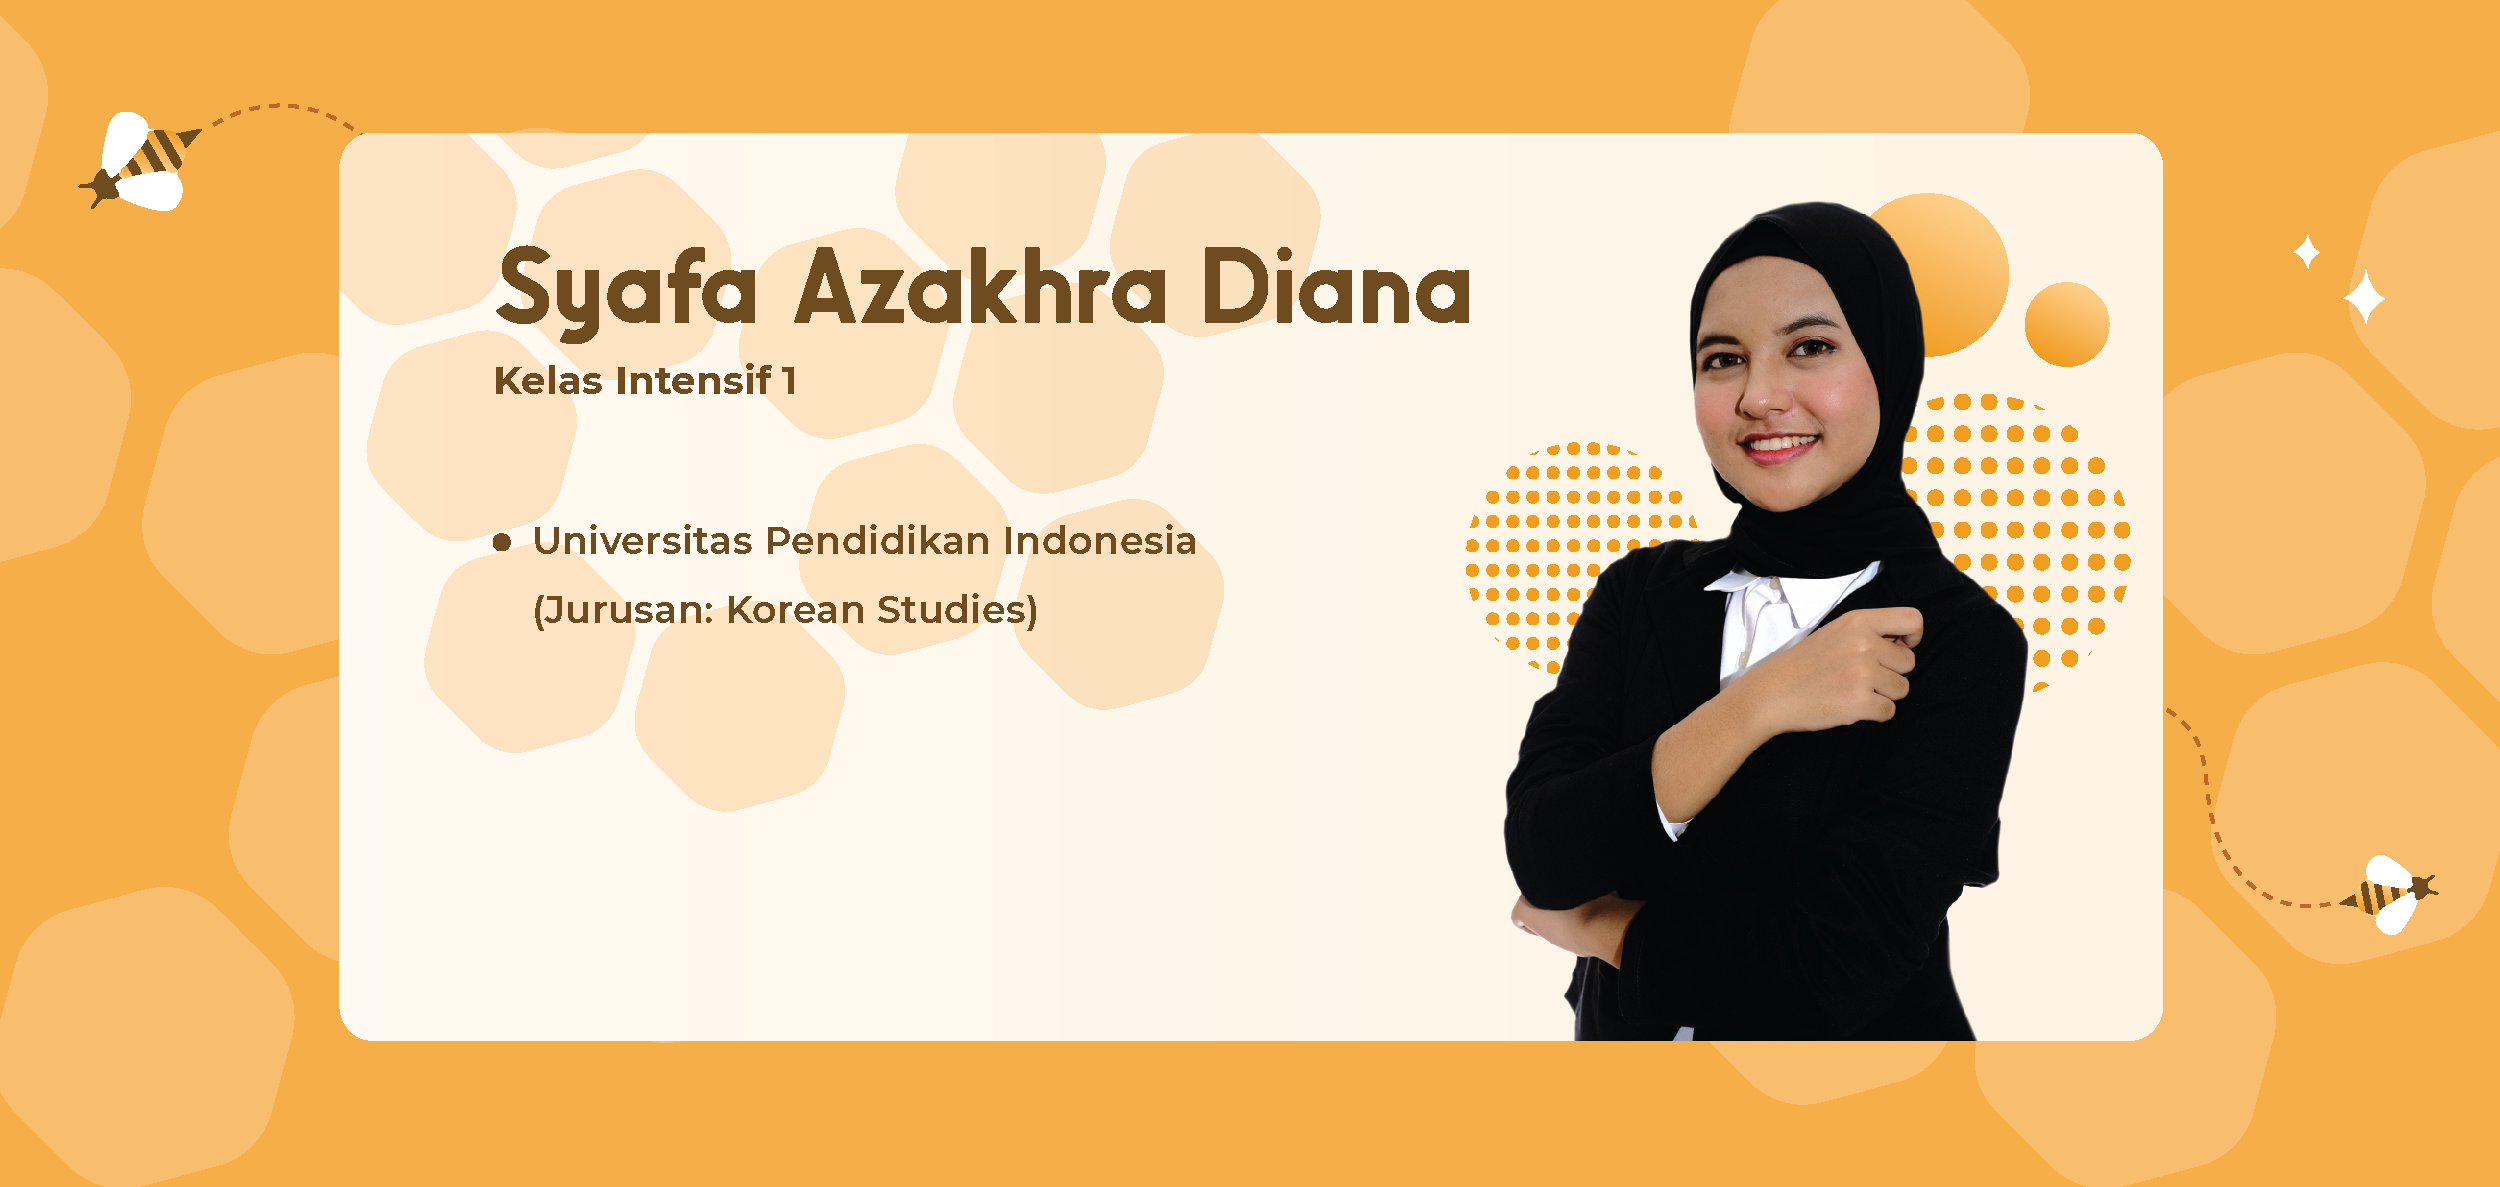 Syafa Azakhra Diana
Kelas Intensif 1
• Universitas Pendidikan Indonesia
(Jurusan: Korean Studies)